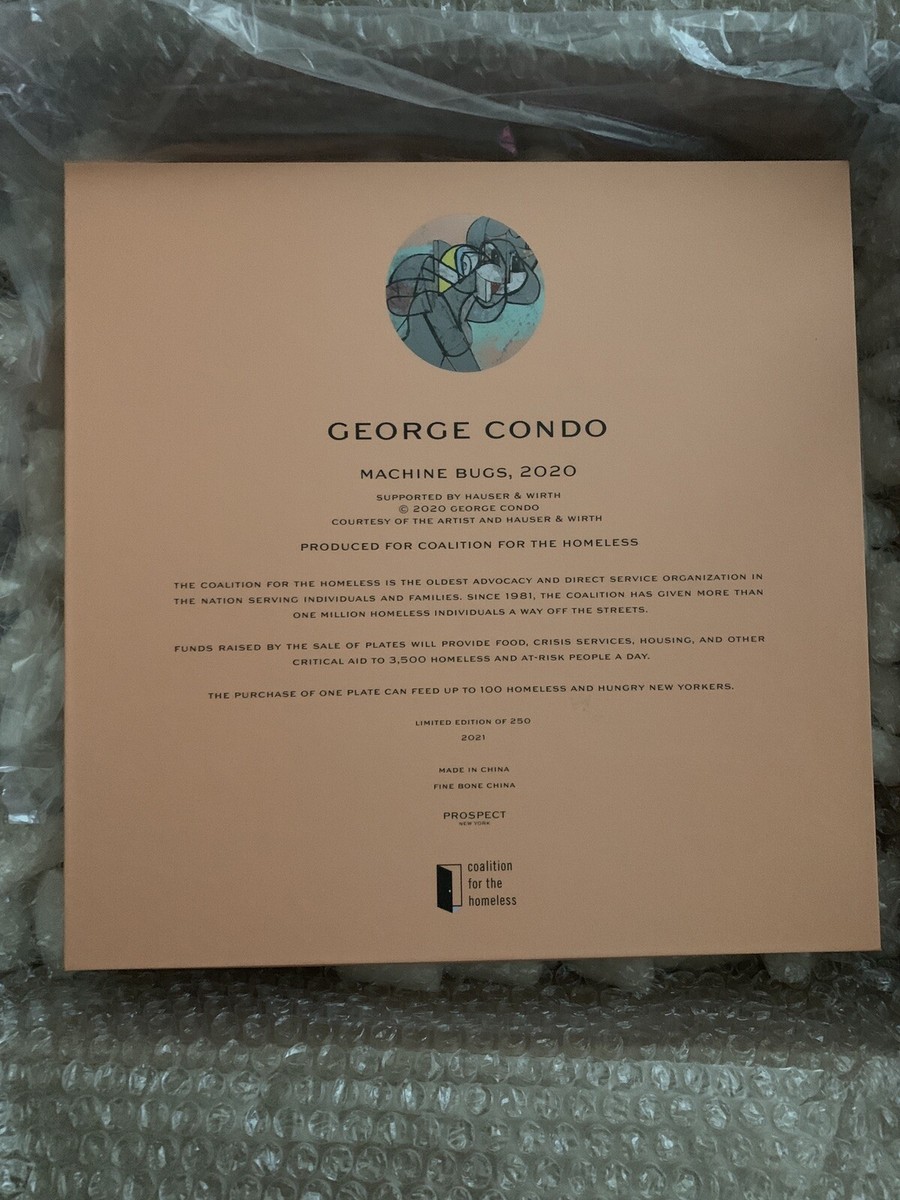 GEORGE CONDO
MACHINE BUGS, 2020
SUPPORTED BY HAUSER & WIRTH
© 2020 GEORGE CONDO
COURTESY OF THE ARTIST AND HAUSER & WIRTH
PRODUCED FOR COALITION FOR THE HOMELESS
THE COALITION FOR THE HOMELESS IS THE OLDEST ADVOCACY AND DIRECT SERVICE ORGANIZATION IN
THE NATION SERVING INDIVIDUALS AND FAMILIES. SINCE 1981, THE COALITION HAS GIVEN MORE THAN
ONE MILLION HOMELESS INDIVIDUALS A WAY OFF THE STREETS.
FUNDS RAISED BY THE SALE OF PLATES WILL PROVIDE FOOD, CRISIS SERVICES, HOUSING, AND OTHER
CRITICAL AID TO 3,500 HOMELESS AND AT-RISK PEOPLE A DAY.
THE PURCHASE OF ONE PLATE CAN FEED UP TO 100 HOMELESS AND HUNGRY NEW YORKERS.
LIMITED EDITION OF 250
2021
MADE IN CHINA
FINE BONE CHINA
PROSPECT
NEW YORK
coalition
for the
homeless